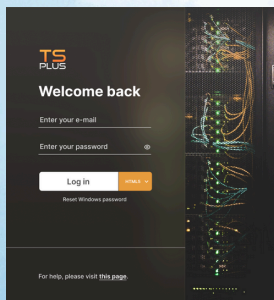 TS
PLUS
Welcome back
Enter your e-mail
Enter your password
Log in
HTML5
Reset Windows password
For help, please visit this page.